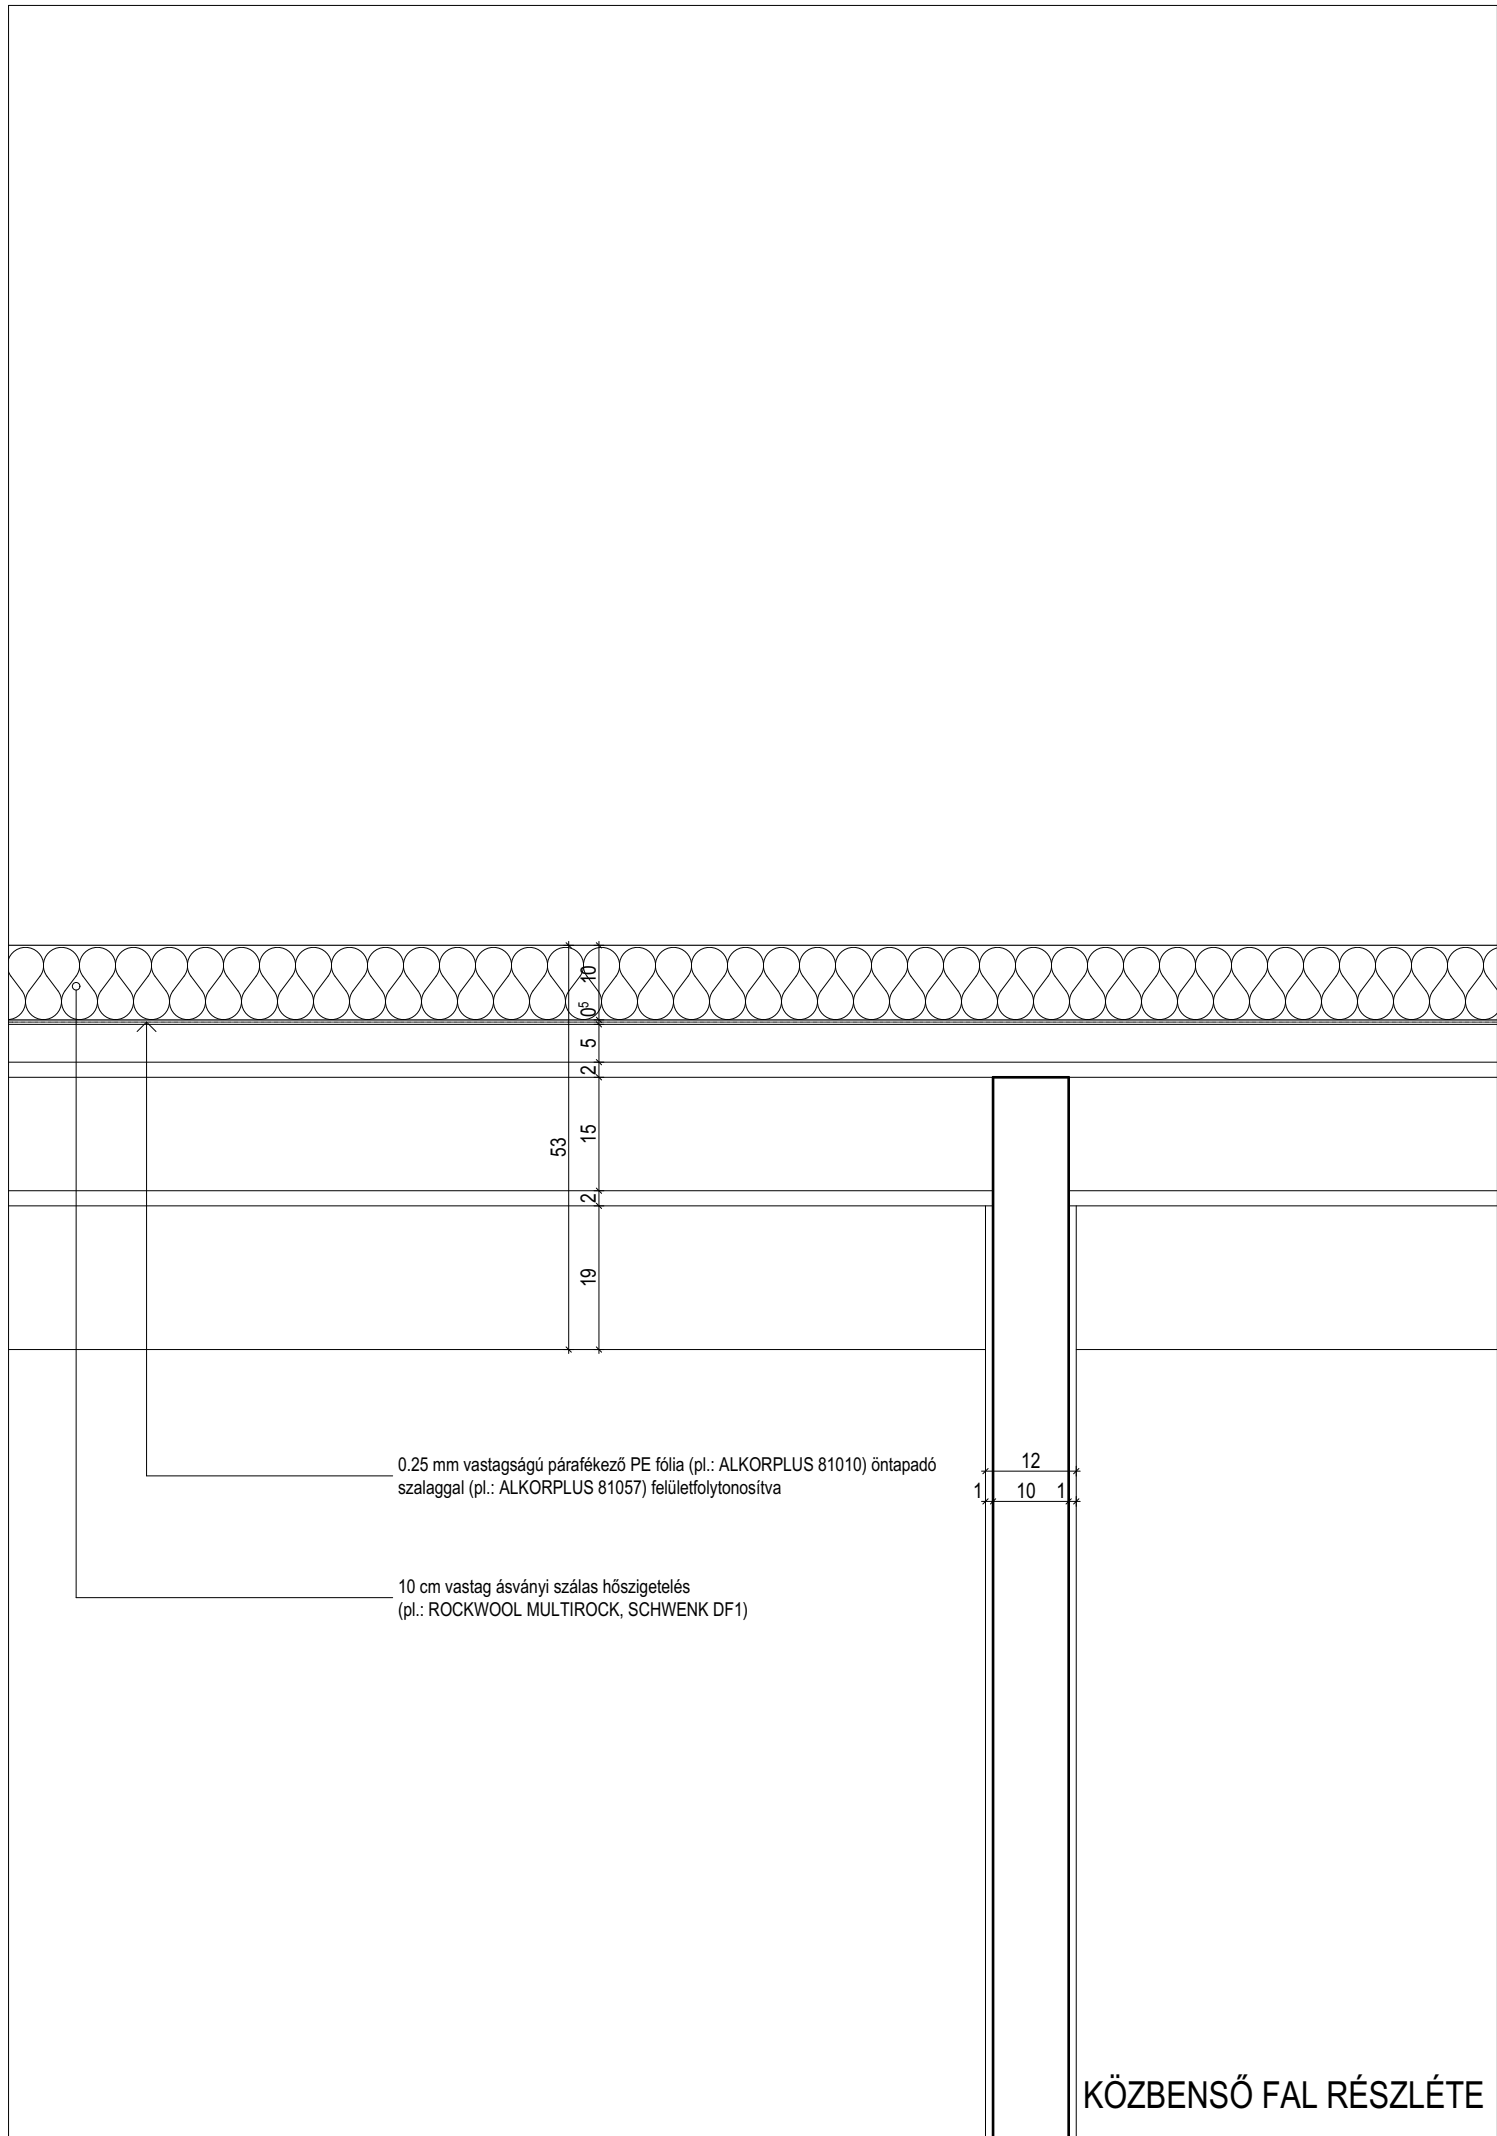 10
0⁵
5
2
53
15
2
19
0.25 mm vastagságú párafékező PE fólia (pl.: ALKORPLUS 81010) öntapadó
szalaggal (pl.: ALKORPLUS 81057) felületfolytonosítva
12
1 10 1
10 cm vastag ásványi szálas hőszigetelés
(pl.: ROCKWOOL MULTIROCK, SCHWENK DF1)
KÖZBENSŐ FAL RÉSZLÉTE